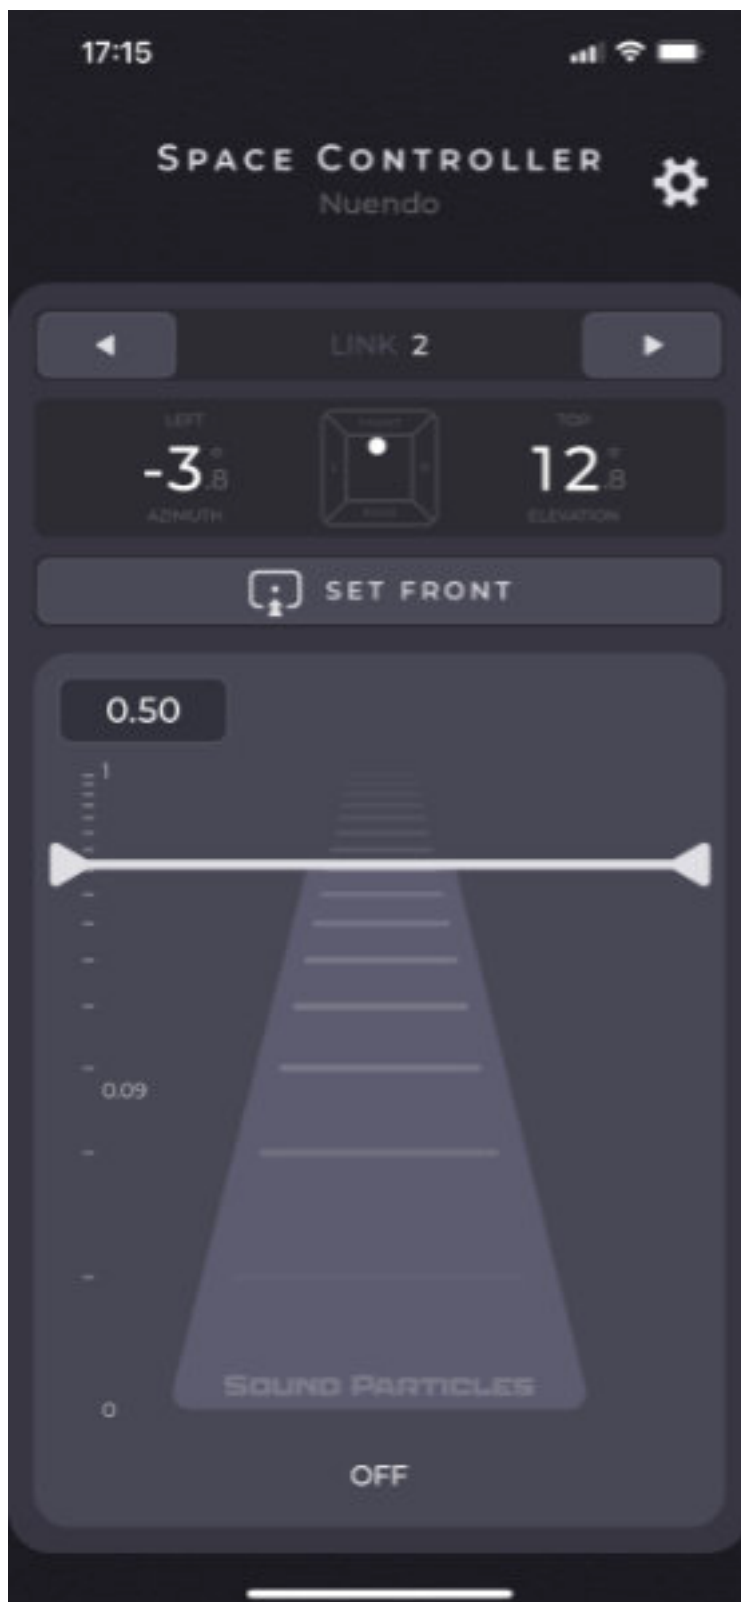 17:15
SPACE CONTROLLER
Nuendo
LINK 2
LEFT
TOP
-3°.8
12°.8
AZIMUTH
ELEVATION
SET FRONT
0.50
1
0.09
SOUND PARTICLES
0
OFF